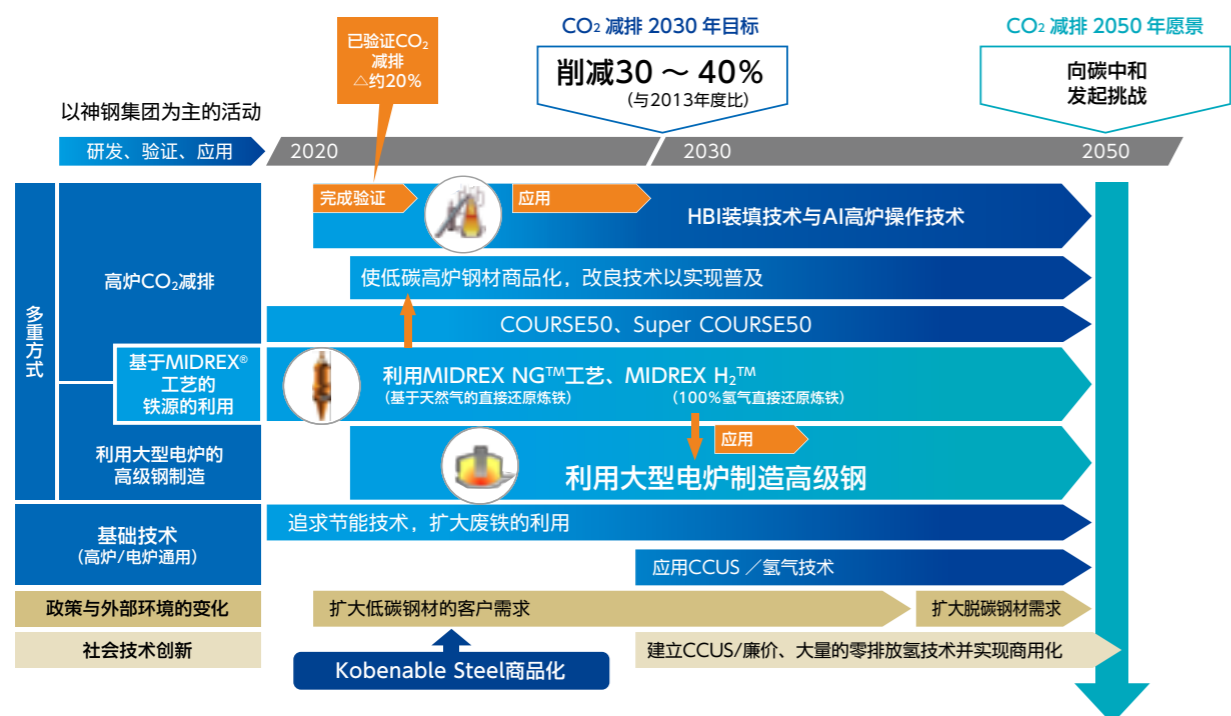 CO₂ 减排 2030 年目标
CO₂ 减排 2050 年愿景
已验证CO₂
减排
△约20%
削减30 ～ 40%
(与2013年度比)
向碳中和
发起挑战
以神钢集团为主的活动
研发、验证、应用
2020
2030
2050
多重方式
高炉CO₂减排
完成验证
应用
HBI装填技术与AI高炉操作技术
使低碳高炉钢材商品化，改良技术以实现普及
COURSE50、Super COURSE50
基于MIDREX®
工艺的
铁源的利用
利用MIDREX NG™工艺、MIDREX H₂™
(基于天然气的直接还原炼铁)
(100%氢气直接还原炼铁)
利用大型电炉的
高级钢制造
应用
利用大型电炉制造高级钢
基础技术
(高炉/电炉通用)
追求节能技术，扩大废铁的利用
应用CCUS ／氢气技术
政策与外部环境的变化
扩大低碳钢材的客户需求
扩大脱碳钢材需求
社会技术创新
Kobenable Steel商品化
建立CCUS/廉价、大量的零排放氢技术并实现商用化